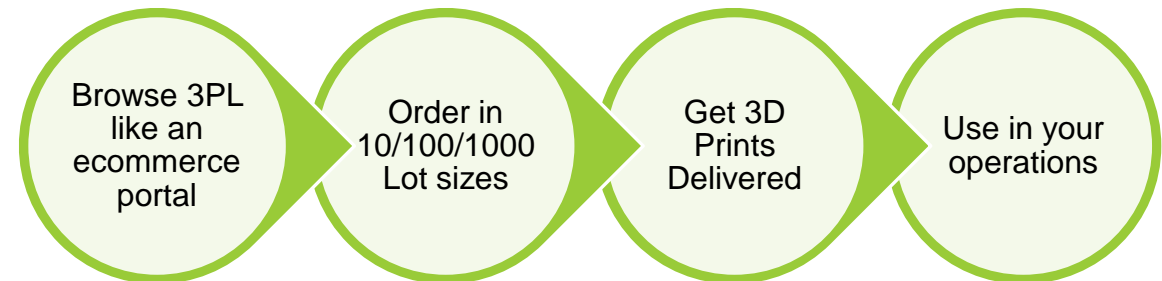 Browse 3PL
like an
ecommerce
portal
Order in
10/100/1000
Lot sizes
Get 3D
Prints
Delivered
Use in your
operations